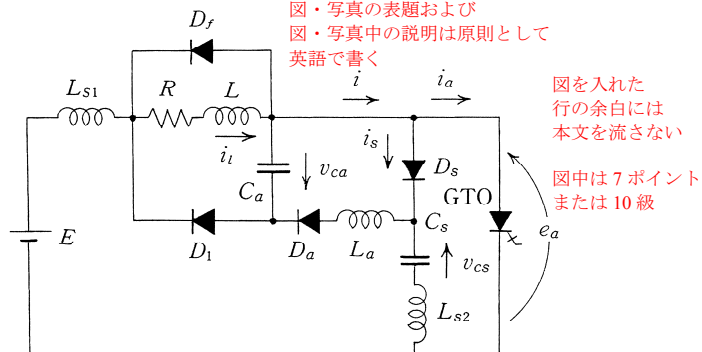 図・写真の表題および
図・写真中の説明は原則として
英語で書く
D_f
L_{S1}
R
L
i
i_a
図を入れた
行の余白には
本文を流さない
i_l
i_s
v_{ca}
C_a
D_s
GTO
図中は 7 ポイント
または 10 級
E
D_1
D_a
L_a
C_s
e_a
v_{cs}
L_{s2}